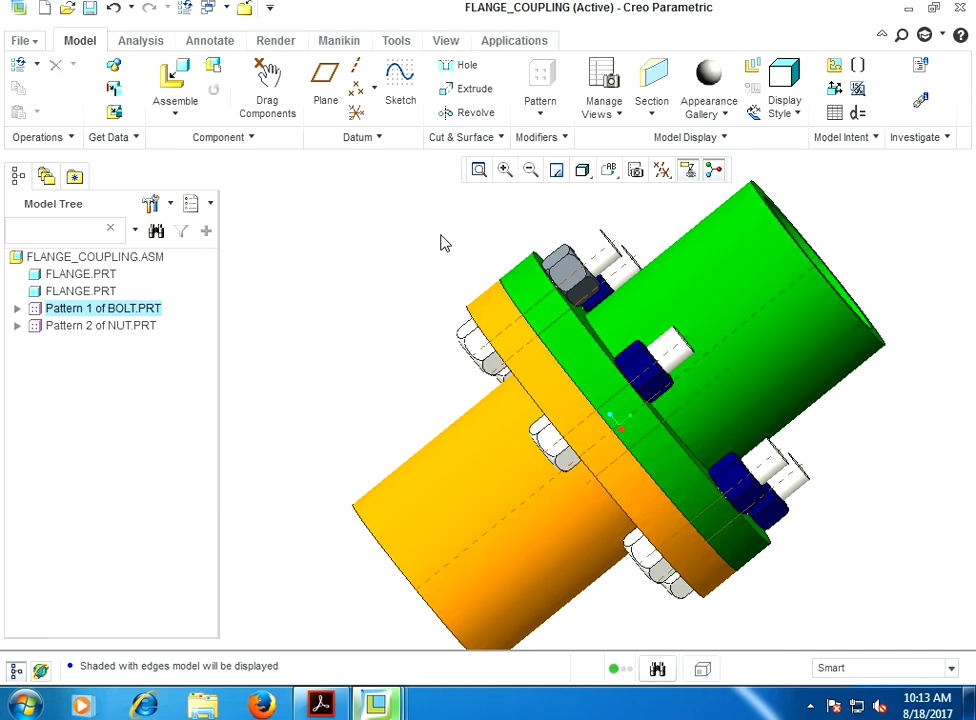 FLANGE_COUPLING (Active) - Creo Parametric
File
Model
Analysis
Annotate
Render
Manikin
Tools
View
Applications
Assemble
Drag
Components
Plane
Sketch
Hole
Extrude
Revolve
Pattern
Manage
Views
Section
Appearance
Gallery
Display
Style
Operations
Get Data
Component
Datum
Cut & Surface
Modifiers
Model Display
Model Intent
Investigate
Model Tree
FLANGE_COUPLING.ASM
FLANGE.PRT
FLANGE.PRT
Pattern 1 of BOLT.PRT
Pattern 2 of NUT.PRT
Shaded with edges model will be displayed
Smart
10:13 AM
8/18/2017